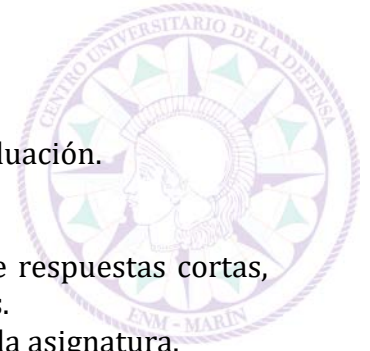 CENTRO UNIVERSITARIO DE LA DEFENSA
luación.
e respuestas cortas,
s.
la asignatura.
ENM - MARÍN